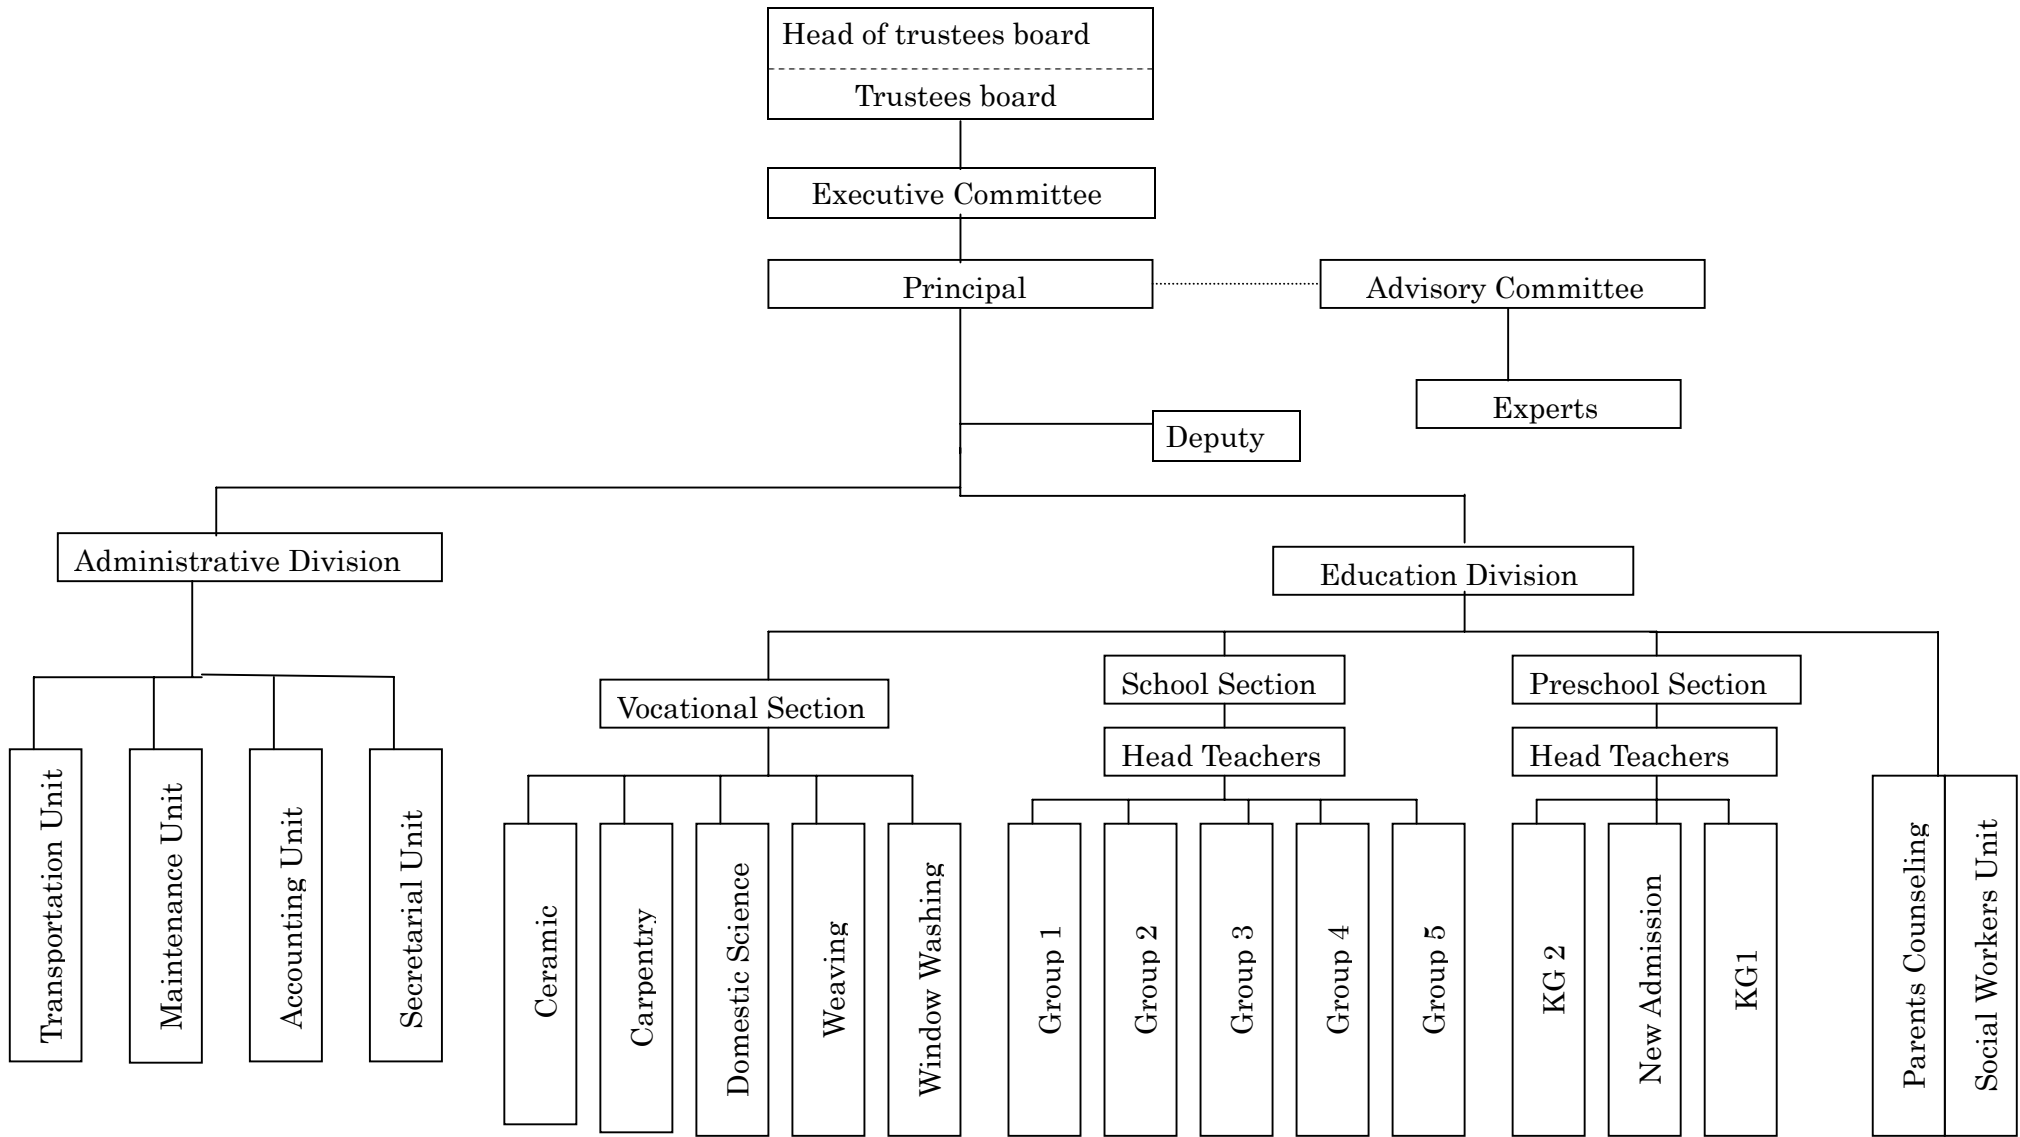 Head of trustees board
Trustees board
Executive Committee
Principal
Advisory Committee
Experts
Deputy
Administrative Division
Education Division
Vocational Section
School Section
Preschool Section
Head Teachers
Head Teachers
Transportation Unit
Maintenance Unit
Accounting Unit
Secretarial Unit
Ceramic
Carpentry
Domestic Science
Weaving
Window Washing
Group 1
Group 2
Group 3
Group 4
Group 5
KG 2
New Admission
KG1
Parents Counseling
Social Workers Unit